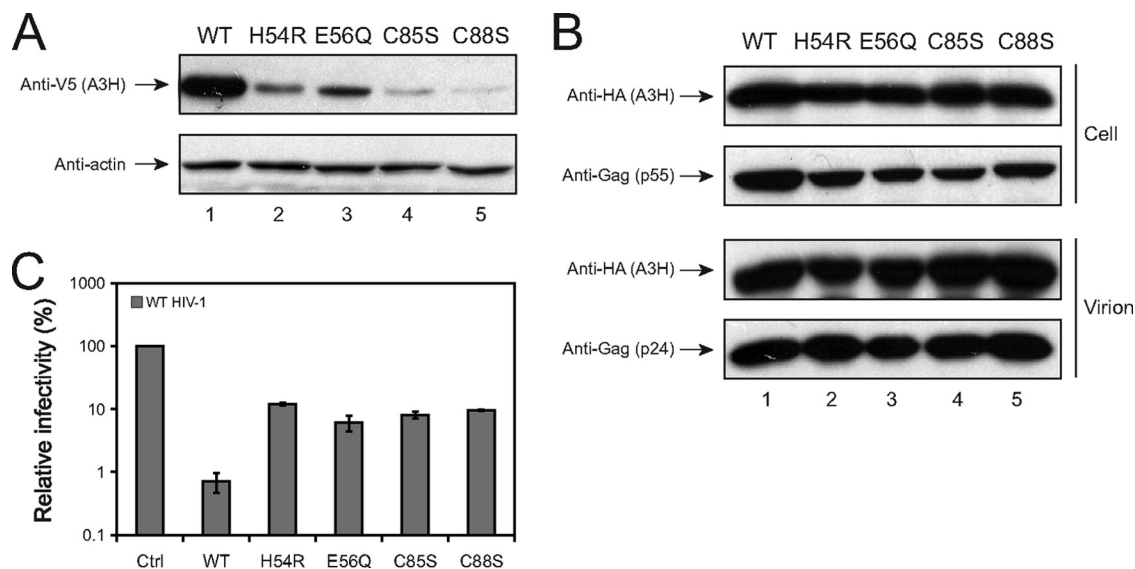 A
WT H54R E56Q C85S C88S
Anti-V5 (A3H)
Anti-actin
1 2 3 4 5
B
WT H54R E56Q C85S C88S
Anti-HA (A3H)
Anti-Gag (p55)
Cell
Anti-HA (A3H)
Anti-Gag (p24)
Virion
1 2 3 4 5
C
Relative infectivity (%)
1000
100
10
1
0.1
WT HIV-1
Ctrl WT H54R E56Q C85S C88S